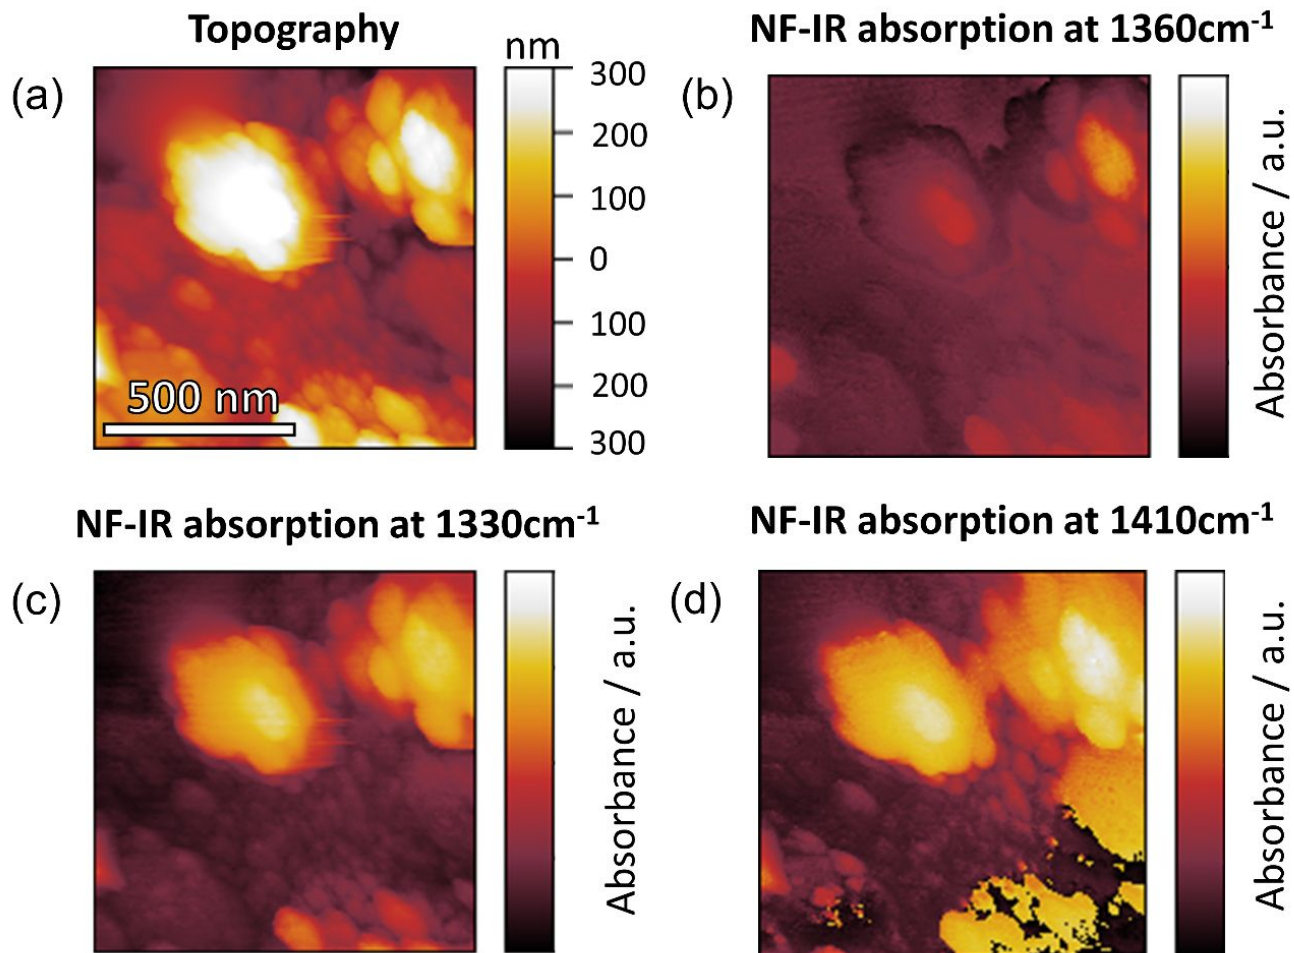 Topography
nm
(a)
300
200
100
0
100
200
300
500 nm
NF-IR absorption at 1360cm-1
(b)
Absorbance / a.u.
NF-IR absorption at 1330cm-1
(c)
Absorbance / a.u.
NF-IR absorption at 1410cm-1
(d)
Absorbance / a.u.